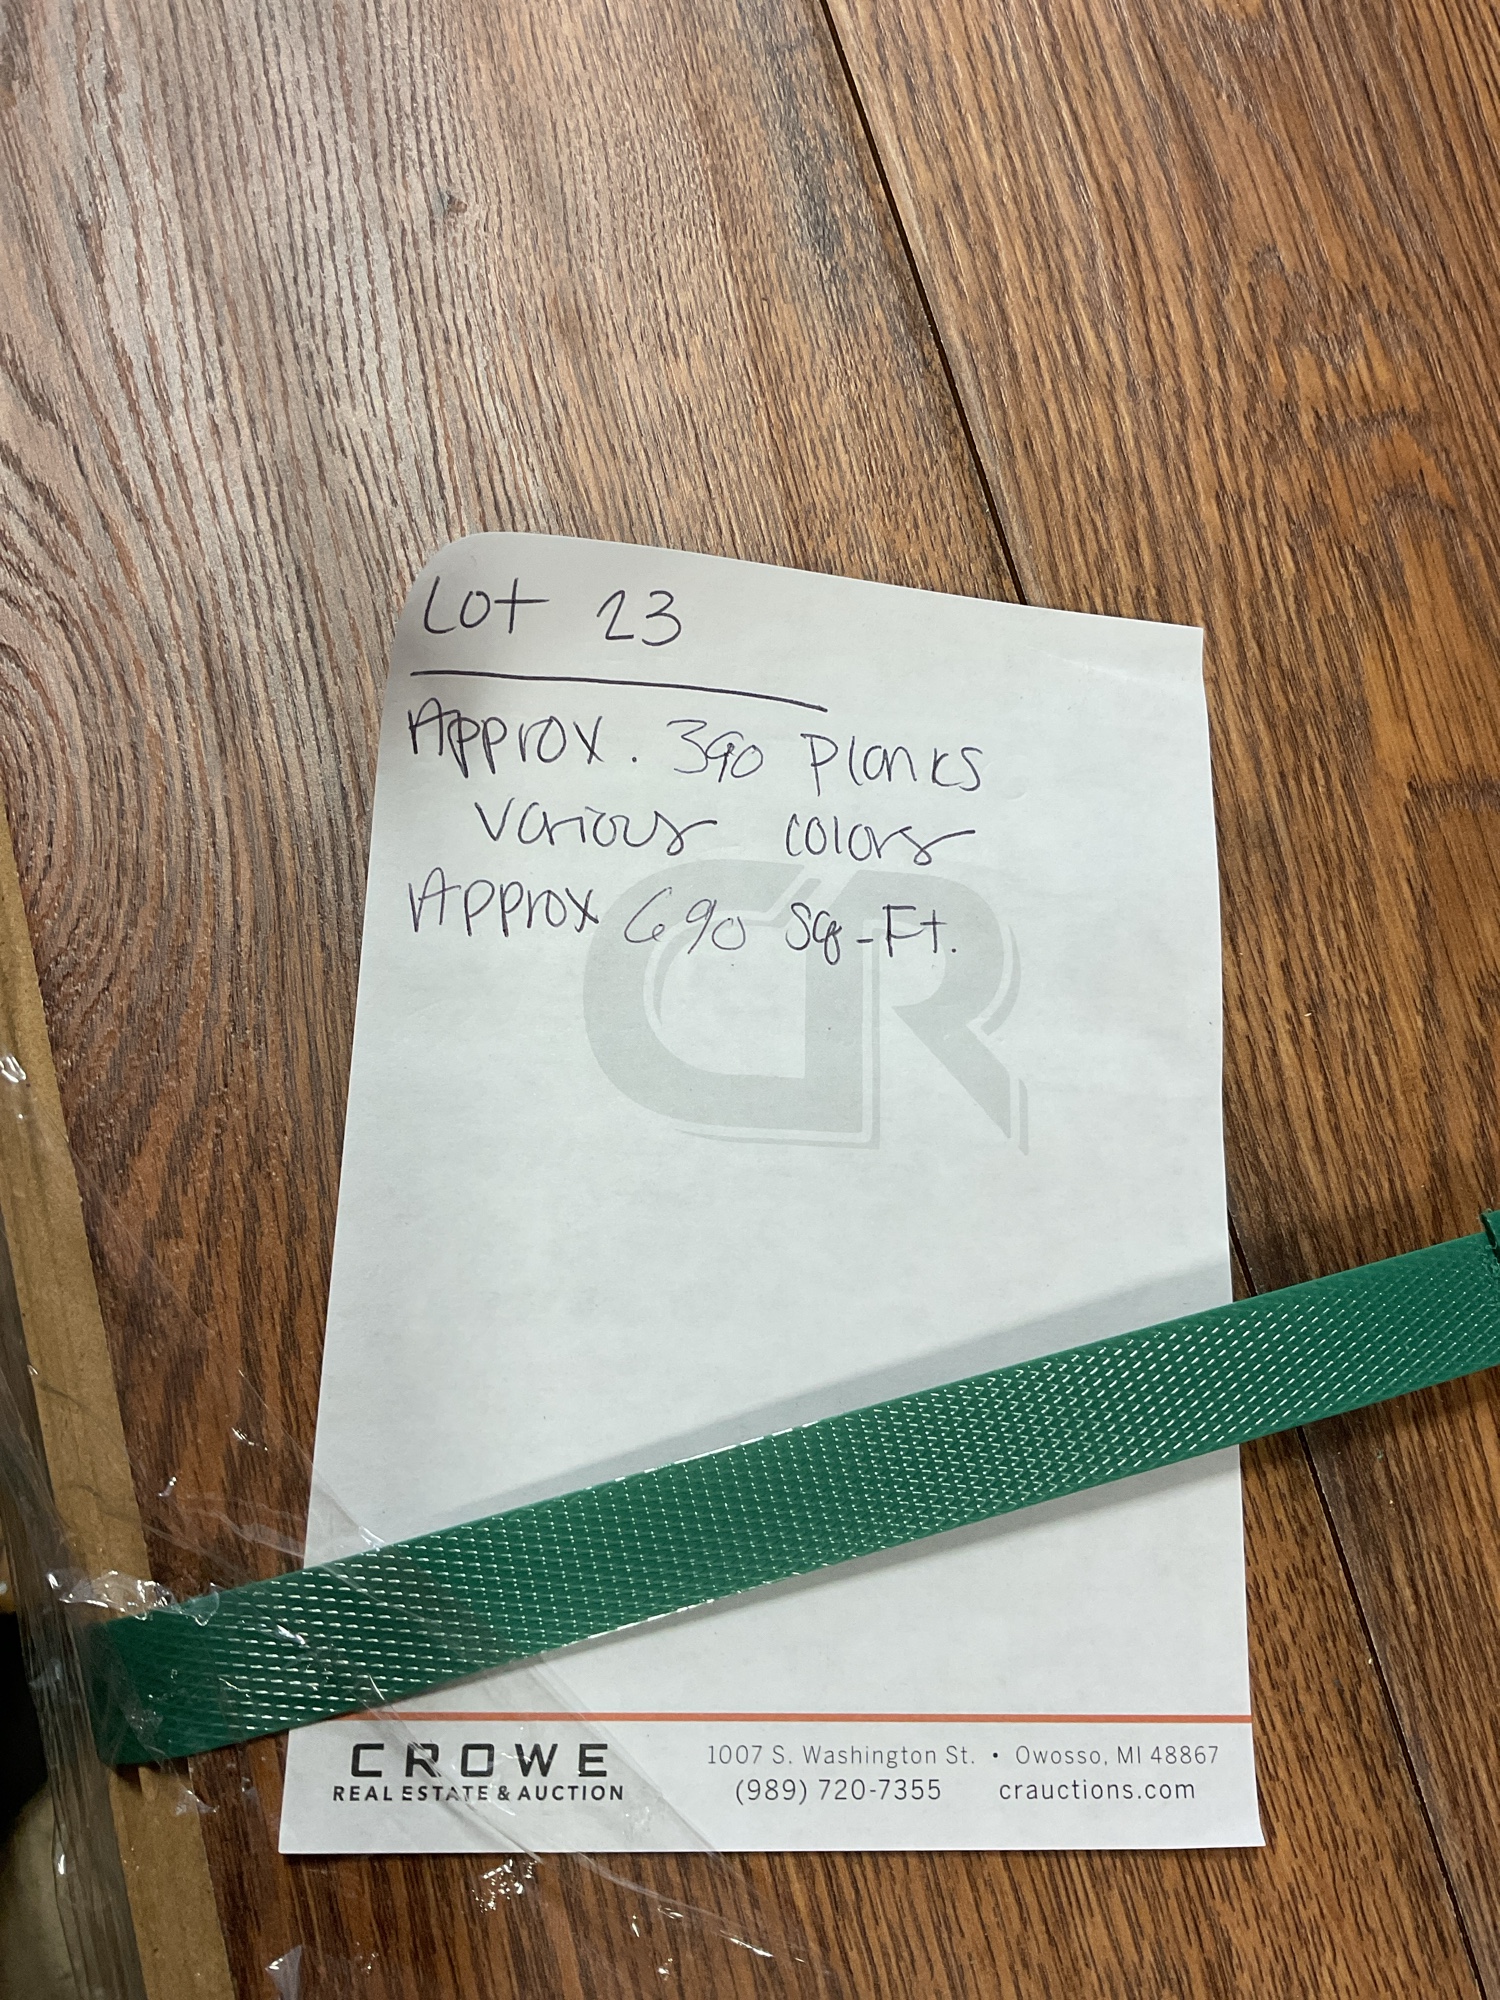 Lot 23
Approx. 390 Planks
various colors
Approx 690 Sq-Ft.
CR
CROWE
REAL ESTATE & AUCTION
1007 S. Washington St. • Owosso, MI 48867
(989) 720-7355 crauctions.com